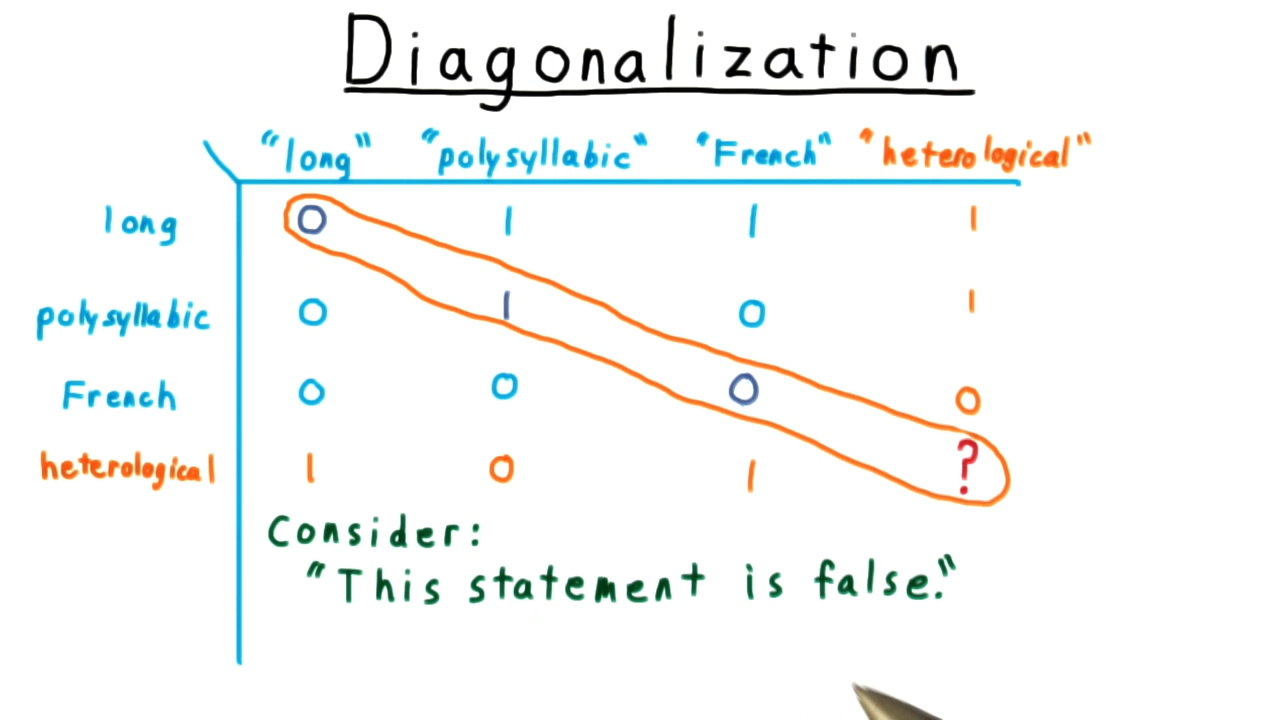 Diagonalization
"long" "polysyllabic" "French" "heterological"
long 0 1 1 1
polysyllabic 0 1 0 1
French 0 0 0 0
heterological 1 0 1 ?
Consider:
"This statement is false."